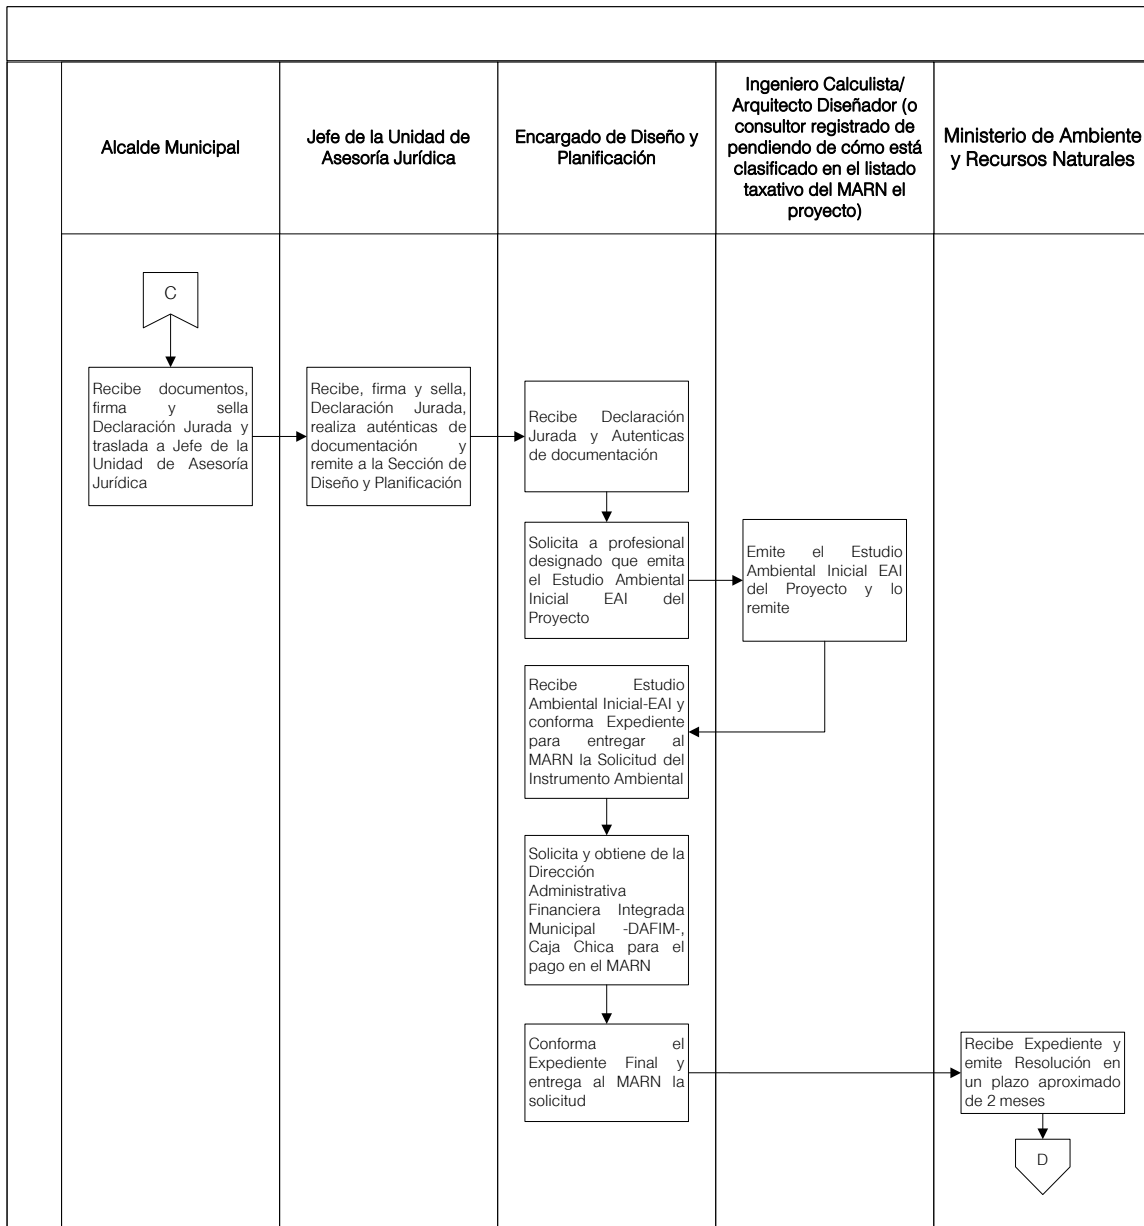 Alcalde Municipal
Jefe de la Unidad de
Asesoría Jurídica
Encargado de Diseño y
Planificación
Ingeniero Calculista/
Arquitecto Diseñador (o
consultor registrado de
pendiendo de cómo está
clasificado en el listado
taxativo del MARN el
proyecto)
Ministerio de Ambiente
y Recursos Naturales
C
Recibe documentos,
firma y sella
Declaración Jurada y
traslada a Jefe de la
Unidad de Asesoría
Jurídica
Recibe, firma y sella,
Declaración Jurada,
realiza auténticas de
documentación y
remite a la Sección de
Diseño y Planificación
Recibe Declaración
Jurada y Autenticas
de documentación
Solicita a profesional
designado que emita
el Estudio Ambiental
Inicial EAI del
Proyecto
Emite el Estudio
Ambiental Inicial EAI
del Proyecto y lo
remite
Recibe Estudio
Ambiental Inicial-EAI y
conforma Expediente
para entregar al
MARN la Solicitud del
Instrumento Ambiental
Solicita y obtiene de la
Dirección
Administrativa
Financiera Integrada
Municipal -DAFIM-,
Caja Chica para el
pago en el MARN
Conforma el
Expediente Final y
entrega al MARN la
solicitud
Recibe Expediente y
emite Resolución en
un plazo aproximado
de 2 meses
D